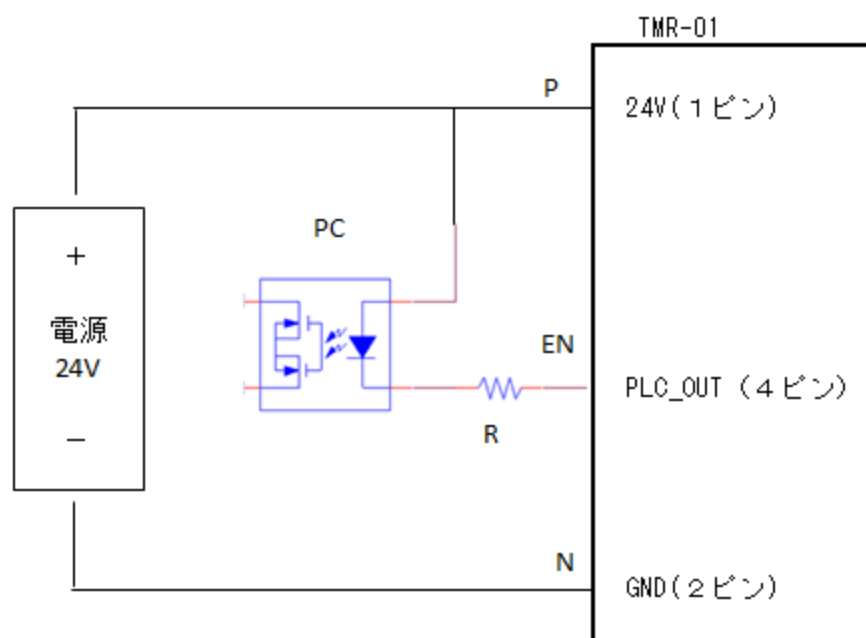 TMR-01
P
24V(1ピン)
PC
+
電源
24V
−
EN
PLC_OUT (4ピン)
R
N
GND(2ピン)